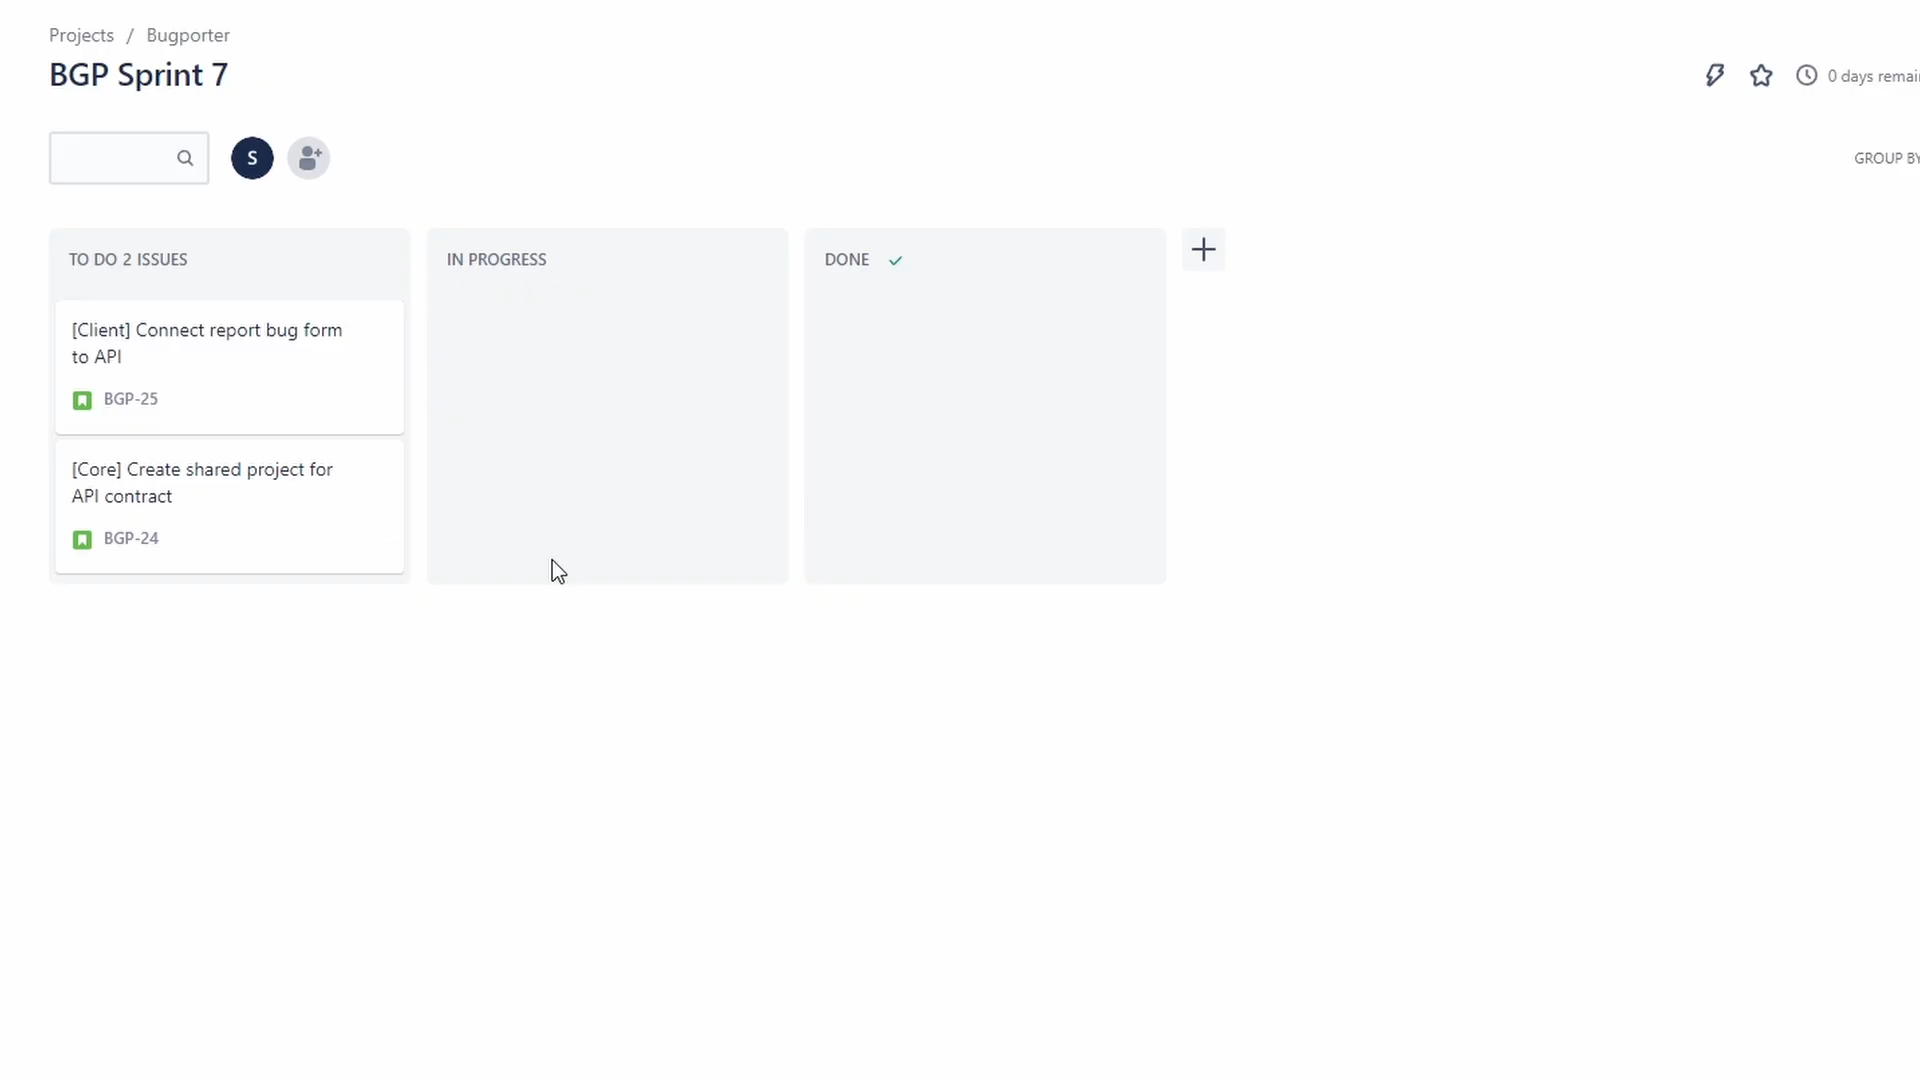 Projects / Bugporter
BGP Sprint 7
0 days remai
S
GROUP BY
TO DO 2 ISSUES
IN PROGRESS
DONE
[Client] Connect report bug form
to API
BGP-25
[Core] Create shared project for
API contract
BGP-24